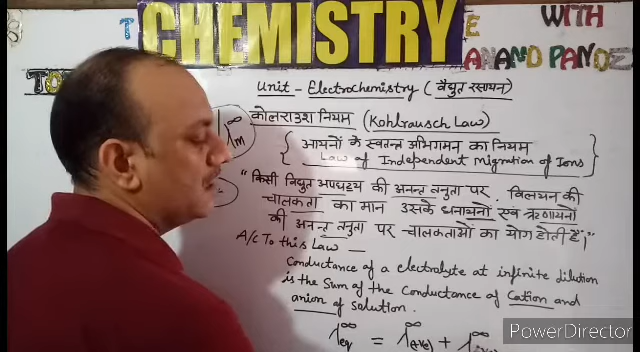 CHEMISTRY
WITH
Unit - Electrochemistry ( वैद्युत रसायन)
कोलराउश नियम (Kohlrausch Law)
{ आयनों के स्वतन्त्र अभिगमन का नियम
Law of Independent Migration of Ions }
"किसी विद्युत अपघट्य की अनन्त तनुता पर विलयन की
चालकता का मान उसके धनायनों एवं ऋणायनों
की अनन्त तनुता पर चालकताओं का योग होती है।"
A/c To this Law —
Conductance of a electrolyte at infinite dilution
is the Sum of the Conductance of Cation and
anion of solution.
λ∞eq = λ∞(+ve) + λ∞
PowerDirector